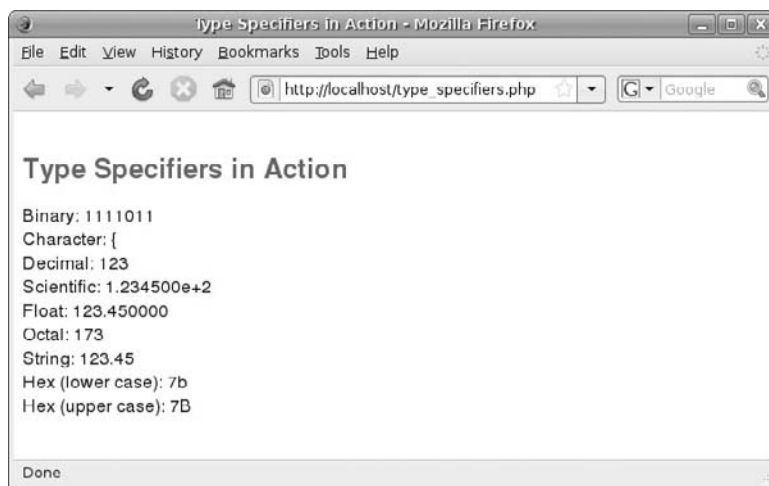 Type Specifiers in Action - Mozilla Firefox
File Edit View History Bookmarks Tools Help
http://localhost/type_specifiers.php
G Google
Type Specifiers in Action
Binary: 1111011
Character: {
Decimal: 123
Scientific: 1.234500e+2
Float: 123.450000
Octal: 173
String: 123.45
Hex (lower case): 7b
Hex (upper case): 7B
Done